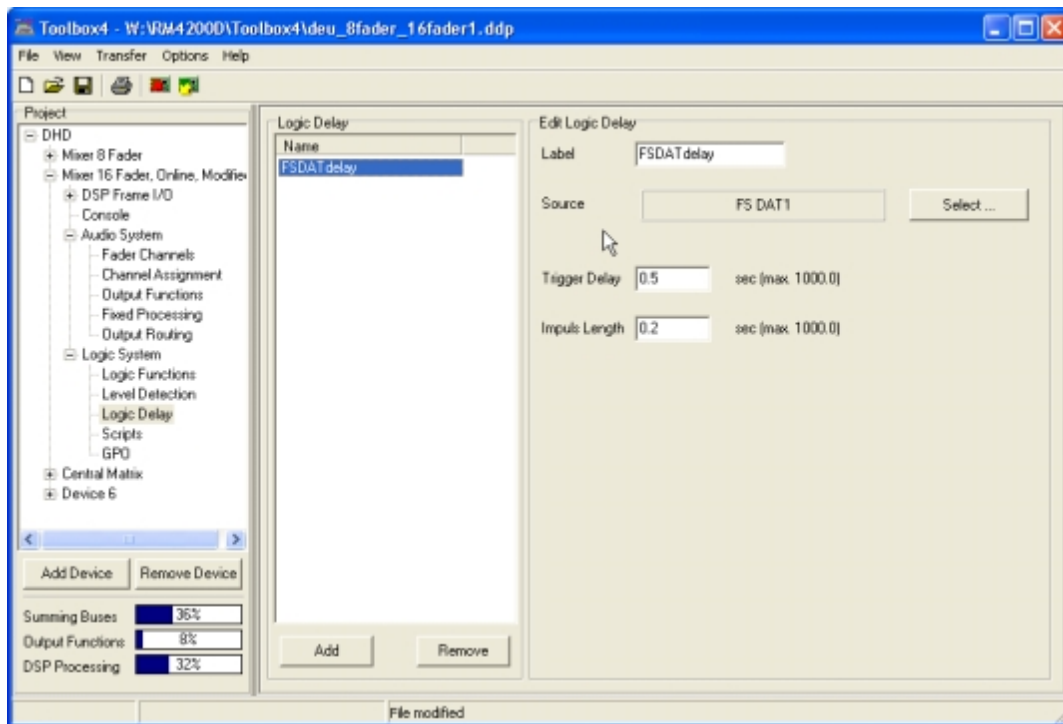 Toolbox4 - W:\RM4200D\Toolbox4\deu_8fader_16fader1.ddp
File View Transfer Options Help
Project
DHD
Mixer 8 Fader
Mixer 16 Fader, Online, Modifie
DSP Frame I/O
Console
Audio System
Fader Channels
Channel Assignment
Output Functions
Fixed Processing
Output Routing
Logic System
Logic Functions
Level Detection
Logic Delay
Scripts
GPO
Central Matrix
Device 6
Add Device Remove Device
Summing Buses 36%
Output Functions 8%
DSP Processing 32%
Logic Delay
Name
FSDATdelay
Add Remove
Edit Logic Delay
Label FSDATdelay
Source FS DAT1 Select ...
Trigger Delay 0.5 sec (max. 1000.0)
Impuls Length 0.2 sec (max. 1000.0)
File modified